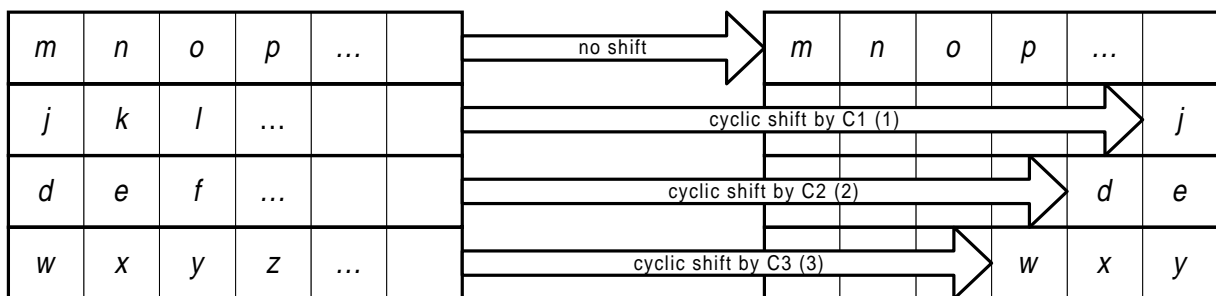 m n o p ... no shift m n o p ...
j k l ... cyclic shift by C1 (1) j
d e f ... cyclic shift by C2 (2) d e
w x y z ... cyclic shift by C3 (3) w x y